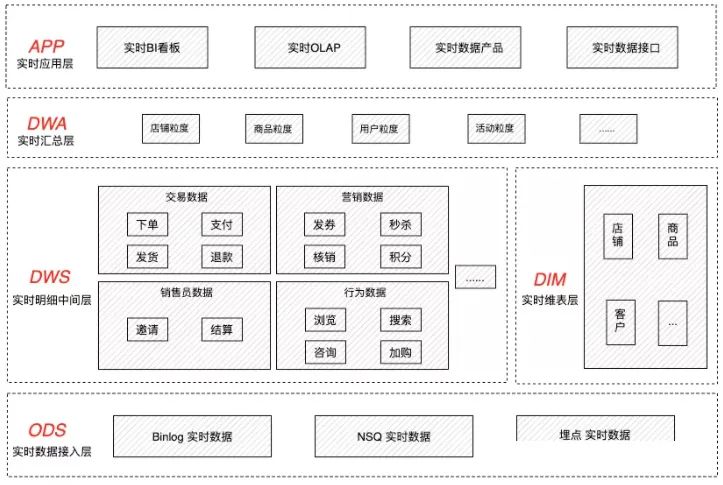 APP
实时应用层
实时BI看板
实时OLAP
实时数据产品
实时数据接口
DWA
实时汇总层
店铺粒度
商品粒度
用户粒度
活动粒度
......
DWS
实时明细中间层
交易数据
下单
支付
发货
退款
营销数据
发券
秒杀
核销
积分
销售员数据
邀请
结算
行为数据
浏览
搜索
咨询
加购
......
DIM
实时维表层
店铺
商品
客户
...
ODS
实时数据接入层
Binlog 实时数据
NSQ 实时数据
埋点 实时数据